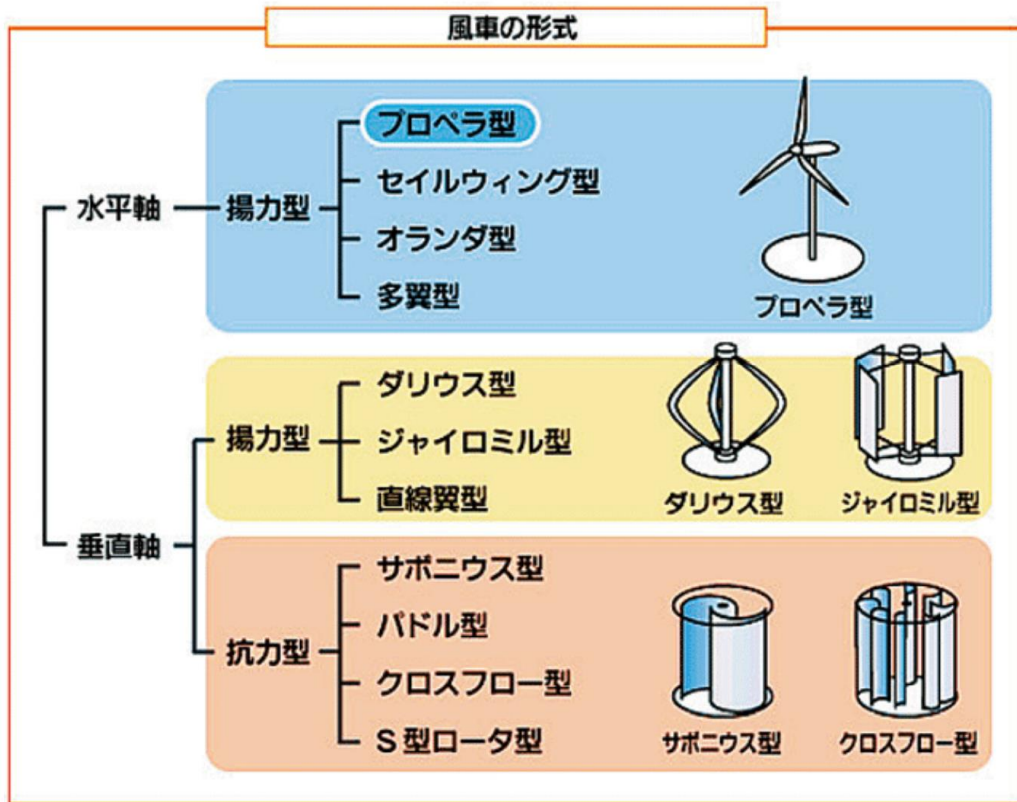 風車の形式
水平軸
揚力型
プロペラ型
セイルウィング型
オランダ型
多翼型
プロペラ型
垂直軸
揚力型
ダリウス型
ジャイロミル型
直線翼型
ダリウス型
ジャイロミル型
抗力型
サボニウス型
パドル型
クロスフロー型
S型ロータ型
サボニウス型
クロスフロー型